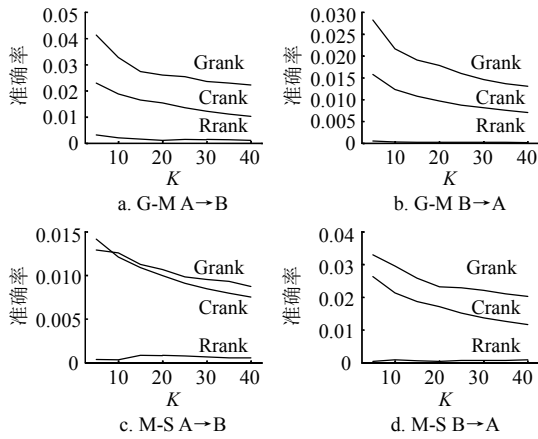 0.05
0.04
0.03
0.02
0.01
0
准确率
Grank
Crank
Rrank
10
20
30
40
K
a. G-M A→B
0.030
0.025
0.020
0.015
0.010
0.005
0.000
准确率
Grank
Crank
Rrank
10
20
30
40
K
b. G-M B→A
0.015
0.010
0.005
0
准确率
Grank
Crank
Rrank
10
20
30
40
K
c. M-S A→B
0.04
0.03
0.02
0.01
0
准确率
Grank
Crank
Rrank
10
20
30
40
K
d. M-S B→A